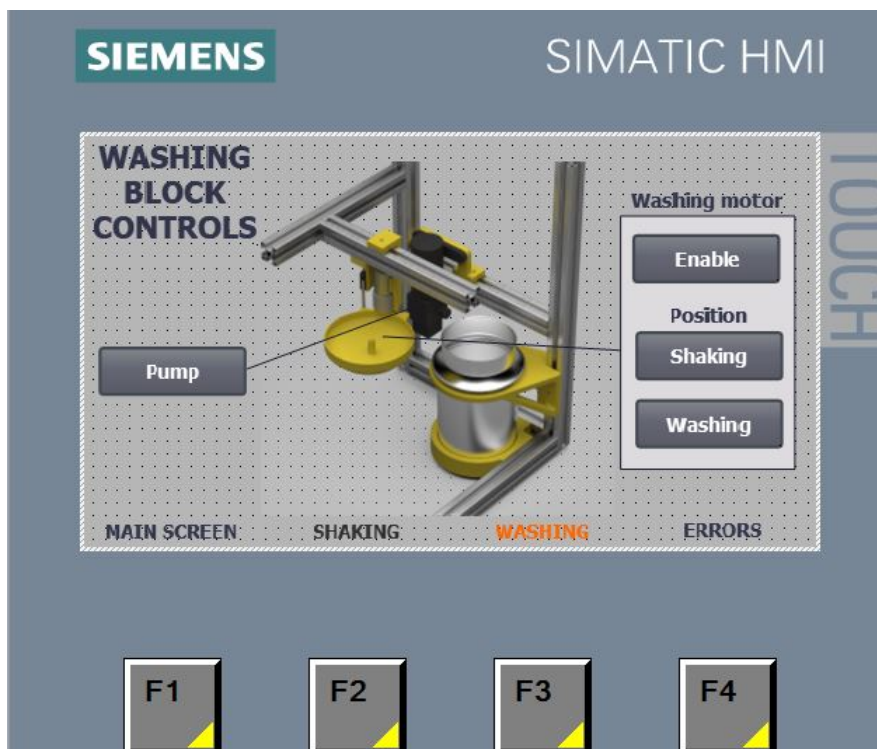 SIEMENS
SIMATIC HMI
TOUCH
WASHING
BLOCK
CONTROLS
Washing motor
Enable
Position
Shaking
Pump
Washing
MAIN SCREEN
SHAKING
WASHING
ERRORS
F1
F2
F3
F4